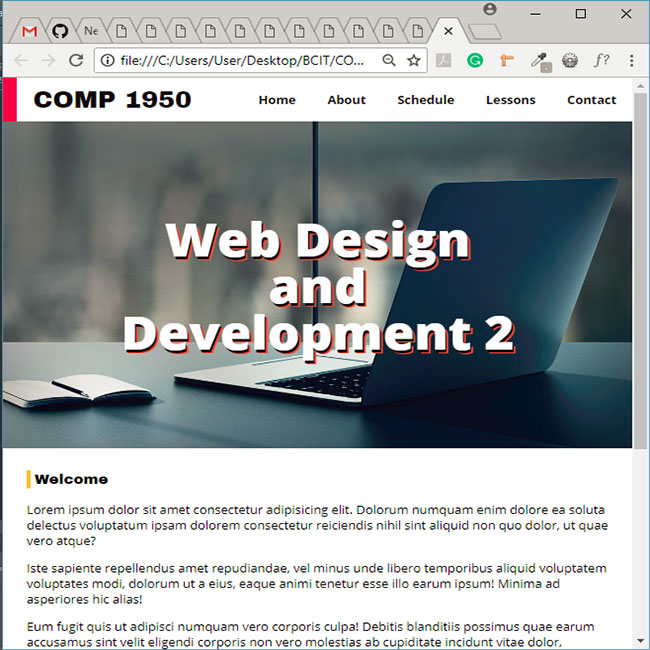 Ne
file:///C:/Users/User/Desktop/BCIT/CO...
f?
COMP 1950
Home About Schedule Lessons Contact
Web Design
and
Development 2
Welcome
Lorem ipsum dolor sit amet consectetur adipisicing elit. Dolorum numquam enim dolore ea soluta
delectus voluptatum ipsam dolorem consectetur reiciendis nihil sint aliquid non quo dolor, ut quae
vero atque?
Iste sapiente repellendus amet repudiandae, vel minus unde libero temporibus aliquid voluptatem
voluptates modi, dolorum ut a eius, eaque animi tenetur esse illo earum ipsum! Minima ad
asperiores hic alias!
Eum fugit quis ut adipisci numquam vero corporis culpa! Debitis blanditiis possimus quae earum
accusamus sint velit eligendi corporis non vero molestias ab cupiditate incidunt vitae dolor,